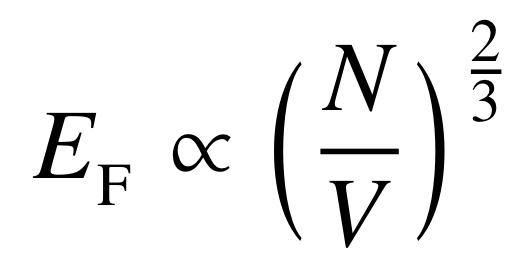 E_F ∝ (N/V)^{2/3}